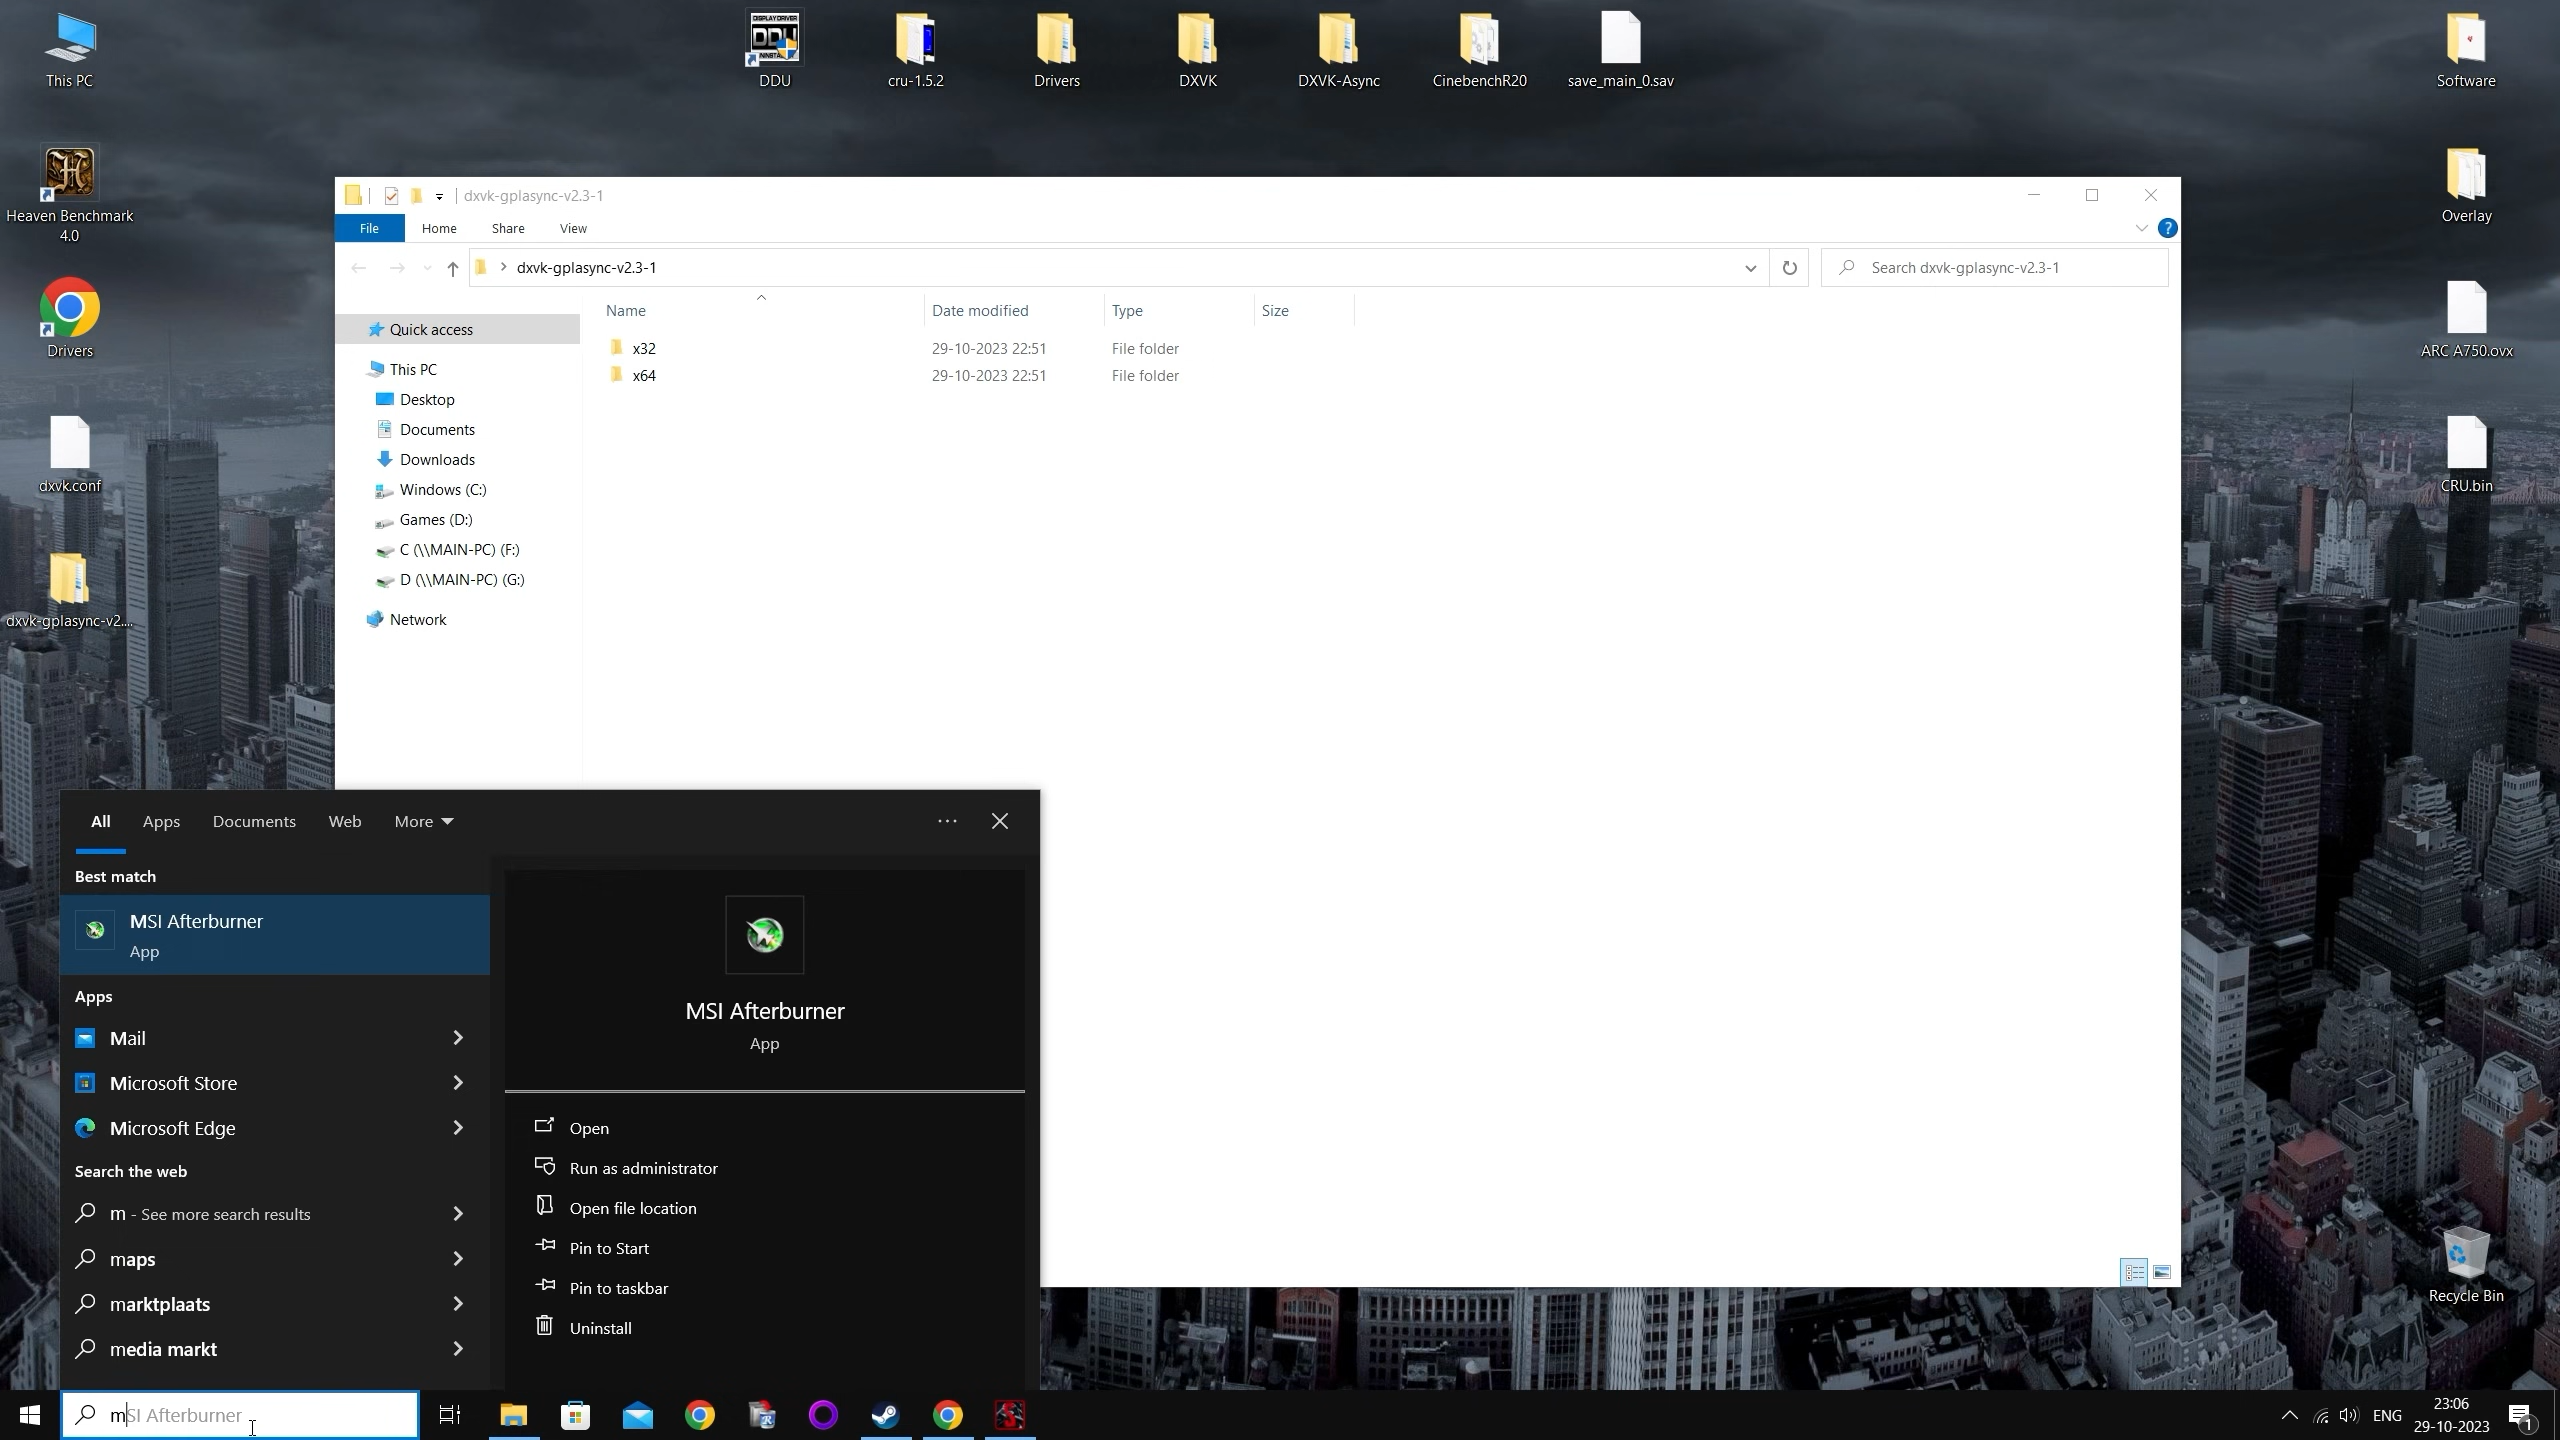 This PC
DDU
cru-1.5.2
Drivers
DXVK
DXVK-Async
CinebenchR20
save_main_0.sav
Software
Heaven Benchmark
4.0
Overlay
Drivers
ARC A750.ovx
dxvk.conf
CRU.bin
dxvk-gplasync-v2....
Recycle Bin
dxvk-gplasync-v2.3-1
File
Home
Share
View
dxvk-gplasync-v2.3-1
Search dxvk-gplasync-v2.3-1
Name
Date modified
Type
Size
Quick access
x32
29-10-2023 22:51
File folder
x64
29-10-2023 22:51
File folder
This PC
Desktop
Documents
Downloads
Windows (C:)
Games (D:)
C (\\MAIN-PC) (F:)
D (\\MAIN-PC) (G:)
Network
All
Apps
Documents
Web
More
Best match
MSI Afterburner
App
Apps
Mail
Microsoft Store
Microsoft Edge
Search the web
m - See more search results
maps
marktplaats
media markt
MSI Afterburner
App
Open
Run as administrator
Open file location
Pin to Start
Pin to taskbar
Uninstall
mSI Afterburner
ENG
23:06
29-10-2023
1